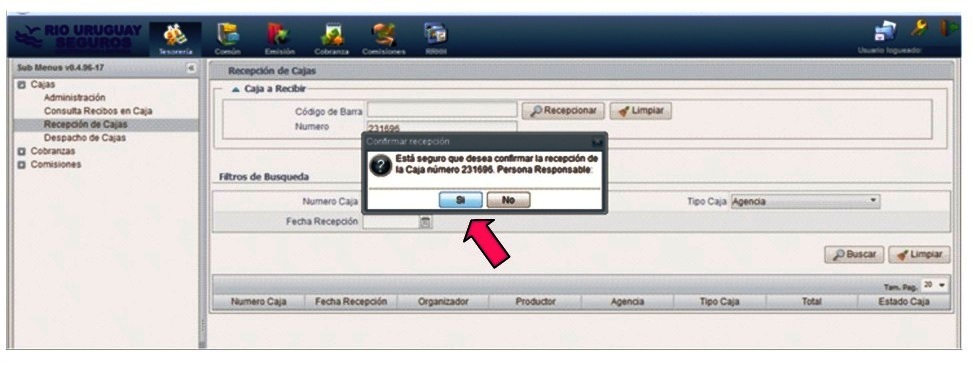 RIO URUGUAY
SEGUROS
Tesorería
Común
Emisión
Cobranza
Comisiones
RRHH
Usuario logueado:
Sub Menus v8.4.96-17
Recepción de Cajas
Cajas
Administración
Consulta Recibos en Caja
Recepción de Cajas
Despacho de Cajas
Cobranzas
Comisiones
Caja a Recibir
Código de Barra
Recepcionar
Limpiar
Numero
231696
Confirmar recepción
Está seguro que desea confirmar la recepción de
la Caja número 231696. Persona Responsable:
Si
No
Filtros de Busqueda
Numero Caja
Tipo Caja
Agencia
Fecha Recepción
Buscar
Limpiar
Tam. Pag. 20
Numero Caja
Fecha Recepción
Organizador
Productor
Agencia
Tipo Caja
Total
Estado Caja